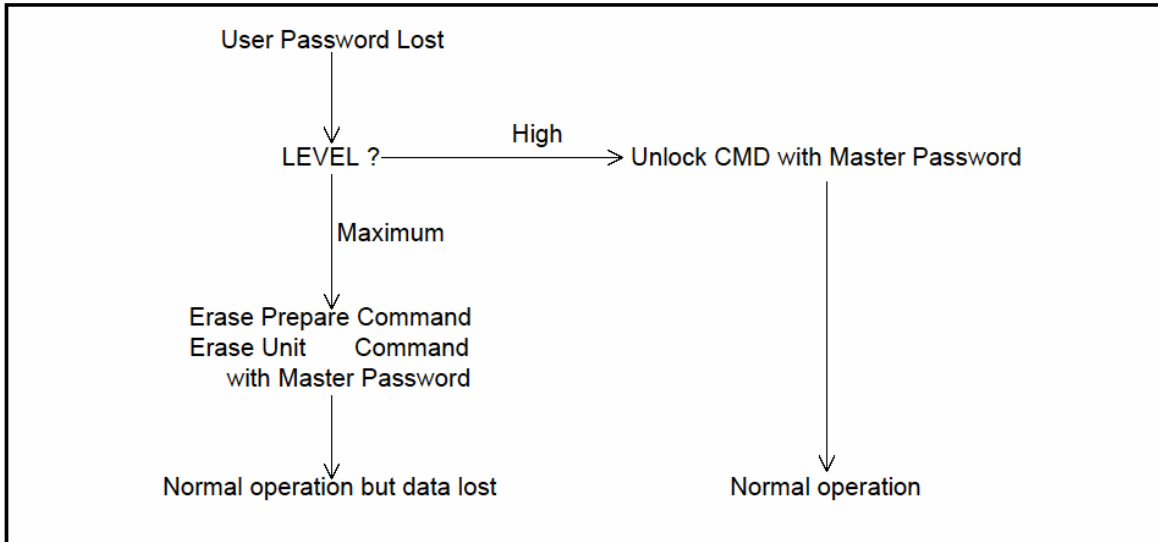 User Password Lost
High
LEVEL ?
Unlock CMD with Master Password
Maximum
Erase Prepare Command
Erase Unit Command
with Master Password
Normal operation but data lost
Normal operation